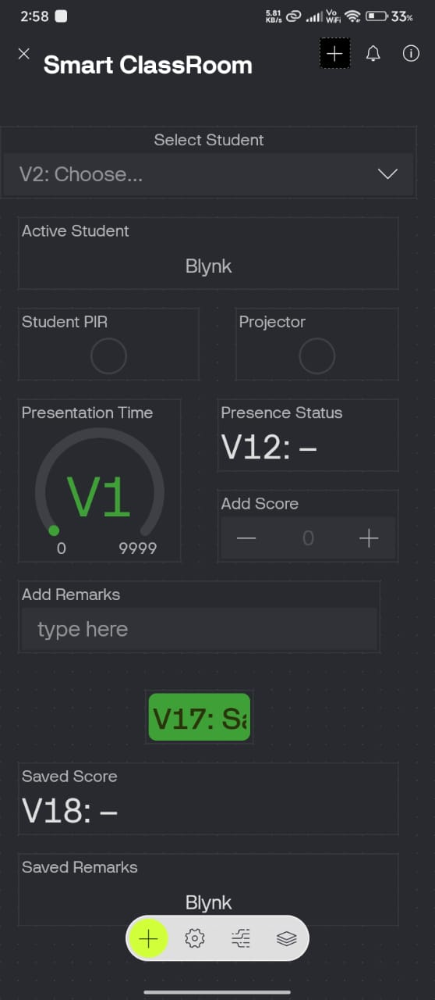 2:58
5.81 KB/s Vo WiFi 33%
Smart ClassRoom
Select Student
V2: Choose...
Active Student
Blynk
Student PIR
Projector
Presentation Time
Presence Status
V12: –
V1
Add Score
0
0 9999
Add Remarks
type here
V17: Sa
Saved Score
V18: –
Saved Remarks
Blynk